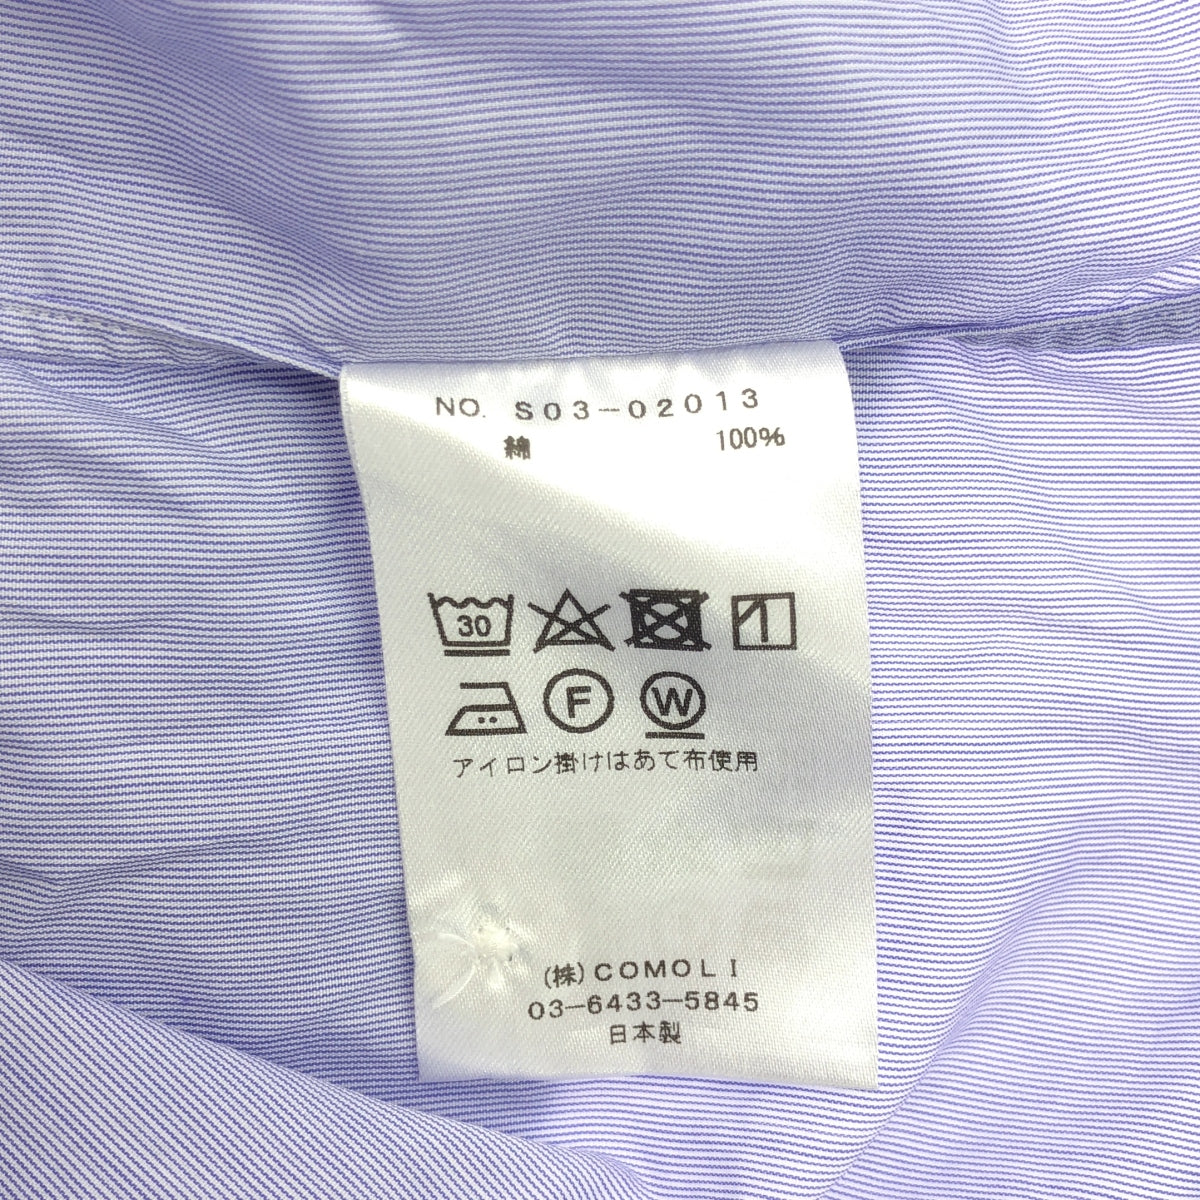 NO. S03-02013
綿 100%
30
F W
アイロン掛けはあて布使用
(株)COMOLI
03-6433-5845
日本製